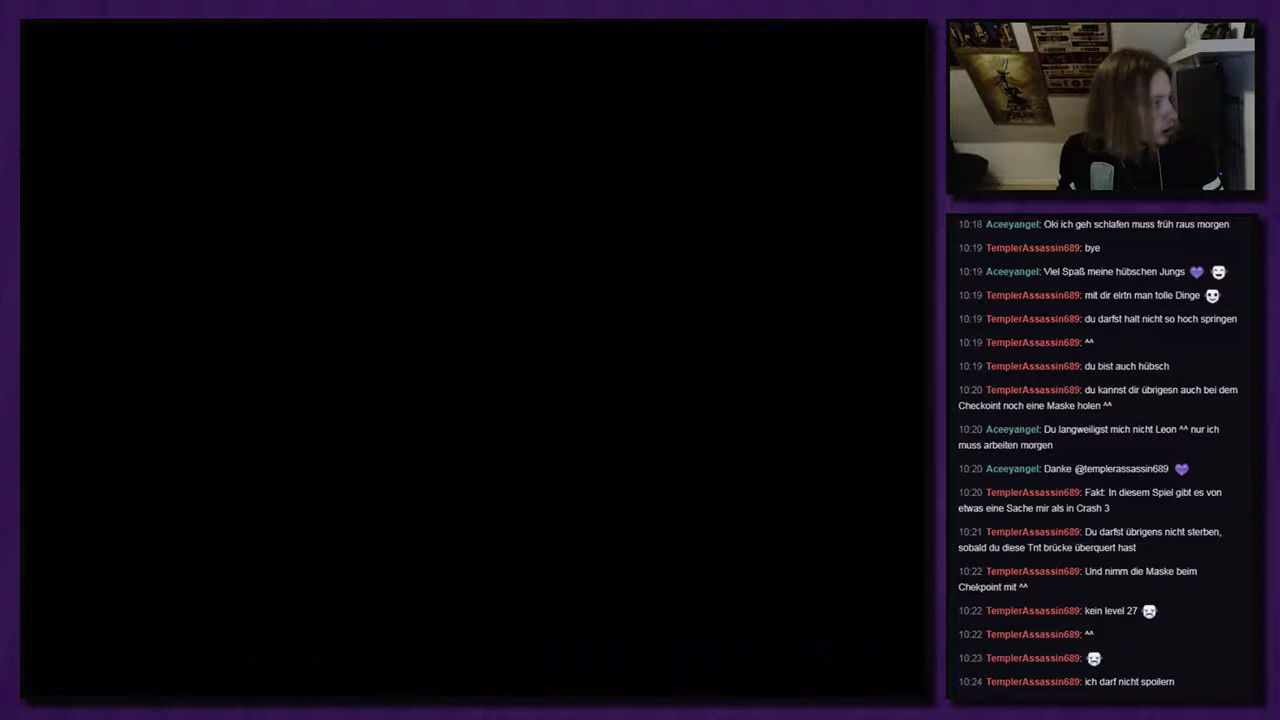 10:18 Aceeyangel: Oki ich geh schlafen muss früh raus morgen
10:19 TemplerAssassin689: bye
10:19 Aceeyangel: Viel Spaß meine hübschen Jungs
10:19 TemplerAssassin689: mit dir elrtn man tolle Dinge
10:19 TemplerAssassin689: du darfst halt nicht so hoch springen
10:19 TemplerAssassin689: ^^
10:19 TemplerAssassin689: du bist auch hübsch
10:20 TemplerAssassin689: du kannst dir übrigesn auch bei dem
Checkoint noch eine Maske holen ^^
10:20 Aceeyangel: Du langweiligst mich nicht Leon ^^ nur ich
muss arbeiten morgen
10:20 Aceeyangel: Danke @templerassassin689
10:20 TemplerAssassin689: Fakt: In diesem Spiel gibt es von
etwas eine Sache mir als in Crash 3
10:21 TemplerAssassin689: Du darfst übrigens nicht sterben,
sobald du diese Tnt brücke überquert hast
10:22 TemplerAssassin689: Und nimm die Maske beim
Chekpoint mit ^^
10:22 TemplerAssassin689: kein level 27
10:22 TemplerAssassin689: ^^
10:23 TemplerAssassin689:
10:24 TemplerAssassin689: ich darf nicht spoilern